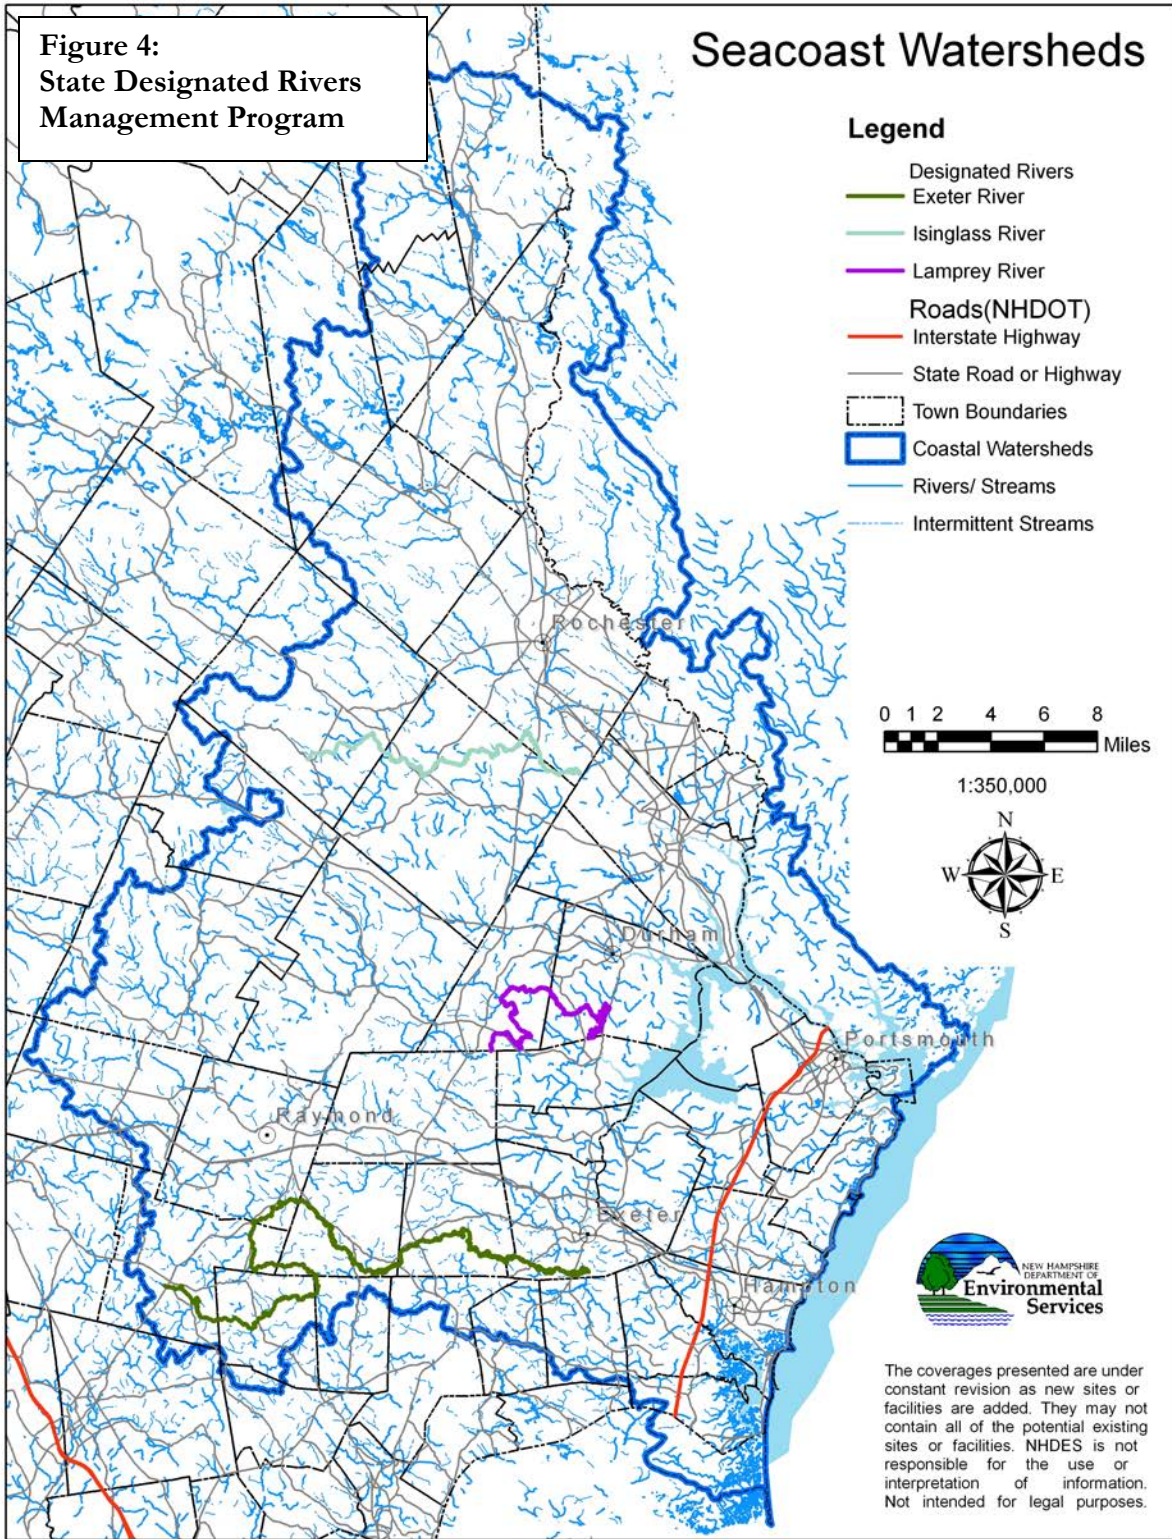 Figure 4:
State Designated Rivers
Management Program
Seacoast Watersheds
Legend
Designated Rivers
Exeter River
Isinglass River
Lamprey River
Roads(NHDOT)
Interstate Highway
State Road or Highway
Town Boundaries
Coastal Watersheds
Rivers/ Streams
Intermittent Streams
Rochester
0 1 2 4 6 8
Miles
1:350,000
N
W E
S
Durham
Portsmouth
Raymond
Exeter
Hampton
NEW HAMPSHIRE
DEPARTMENT OF
Environmental
Services
The coverages presented are under
constant revision as new sites or
facilities are added. They may not
contain all of the potential existing
sites or facilities. NHDES is not
responsible for the use or
interpretation of information.
Not intended for legal purposes.